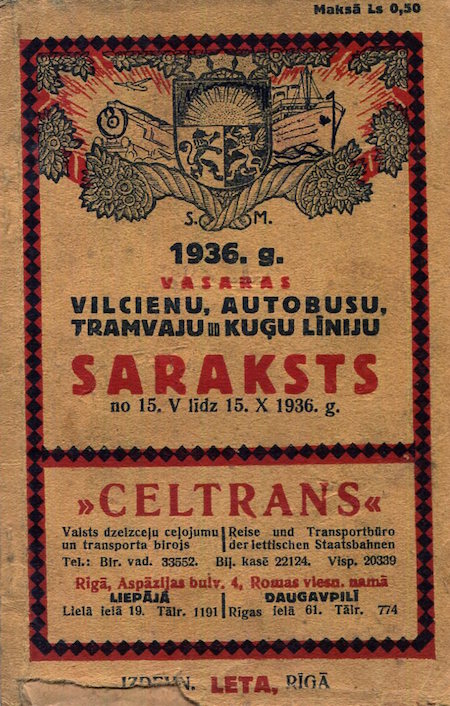 Maksā Ls 0,50
S. M.
1936. g.
VASARAS
VILCIENU, AUTOBUSU,
TRAMVAJU un KUĢU LĪNIJU
SARAKSTS
no 15. V līdz 15. X 1936. g.
»CELTRANS«
Valsts dzelzceļu ceļojumu
un transporta birojs
Reise und Transportbüro
der lettischen Staatsbahnen
Tel.: Bir. vad. 33552. Bij. kasē 22124. Visp. 20339
Rīgā, Aspāzijas bulv. 4, Romas viesn. namā
LIEPĀJĀ
Lielā ielā 19. Tālr. 1191
DAUGAVPILĪ
Rīgas ielā 61. Tālr. 774
IZDEVN. LETA, RĪGĀ